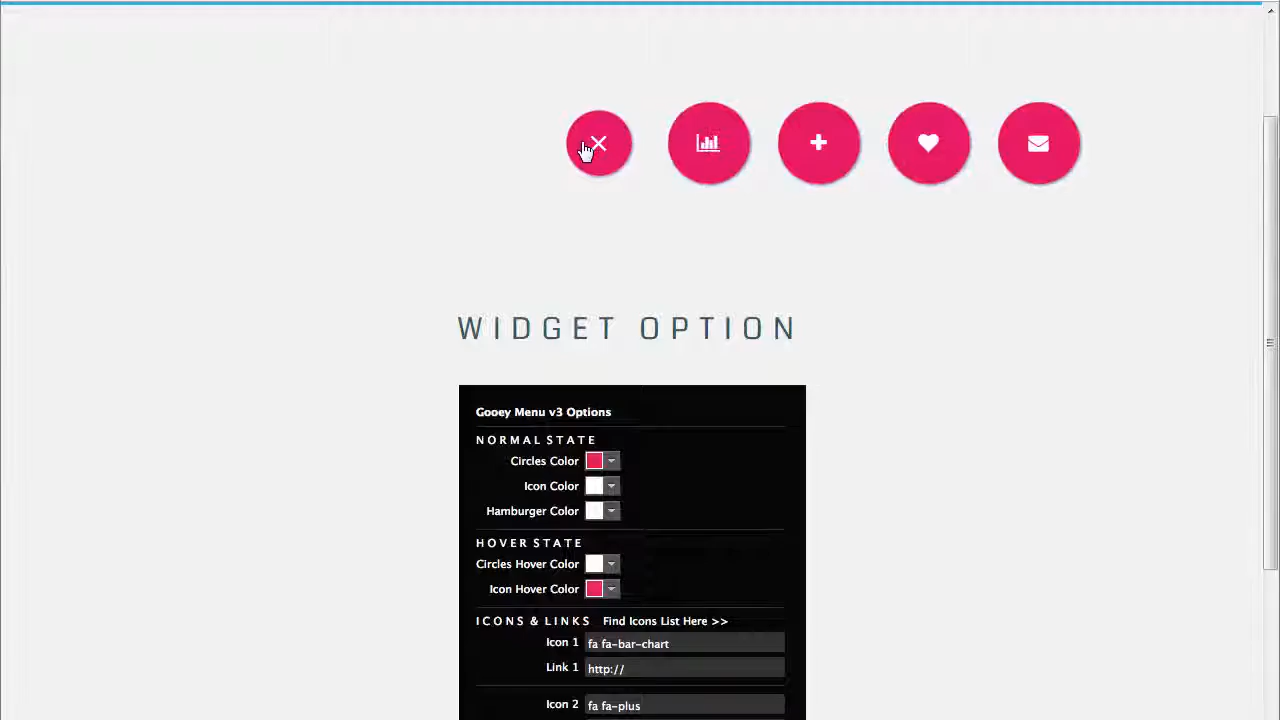 WIDGET OPTION
Gooey Menu v3 Options
NORMAL STATE
Circles Color
Icon Color
Hamburger Color
HOVER STATE
Circles Hover Color
Icon Hover Color
ICONS & LINKS Find Icons List Here >>
Icon 1 fa fa-bar-chart
Link 1 http://
Icon 2 fa fa-plus